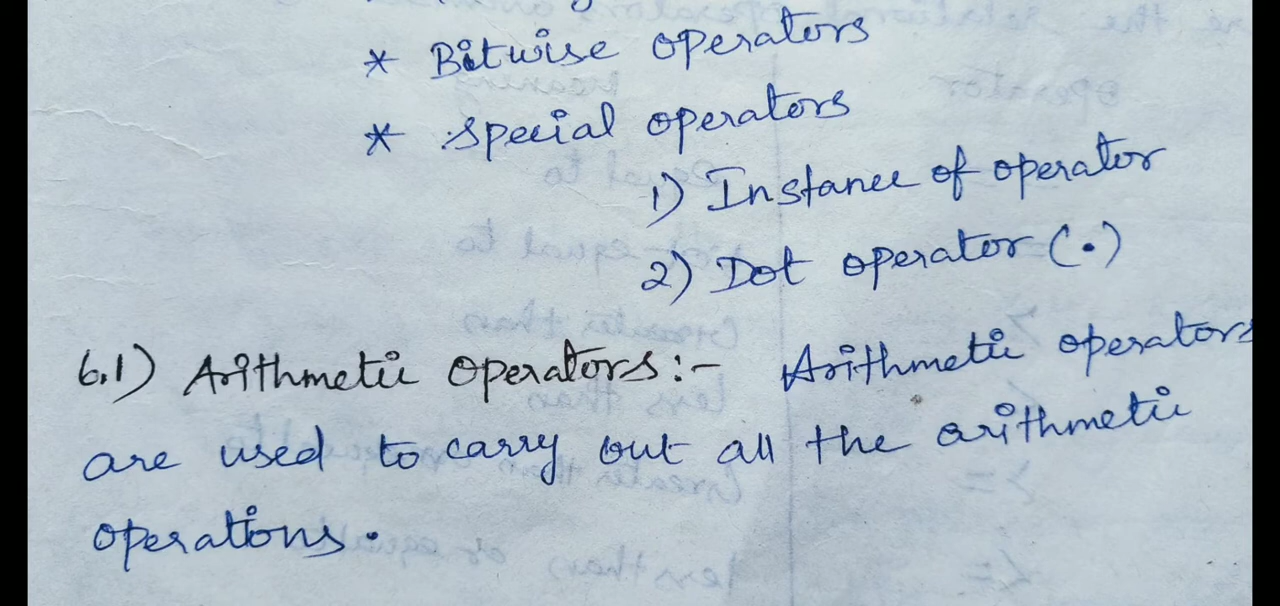 * Bitwise operators
* Special operators
1) Instance of operator
2) Dot operator (.)
6.1) Arithmetic operators :- Arithmetic operators
are used to carry out all the arithmetic
operations.